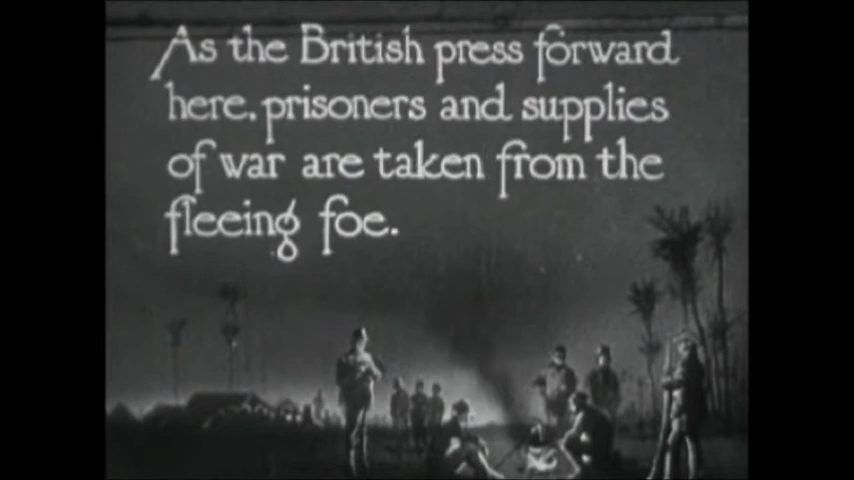 As the British press forward
here, prisoners and supplies
of war are taken from the
fleeing foe.